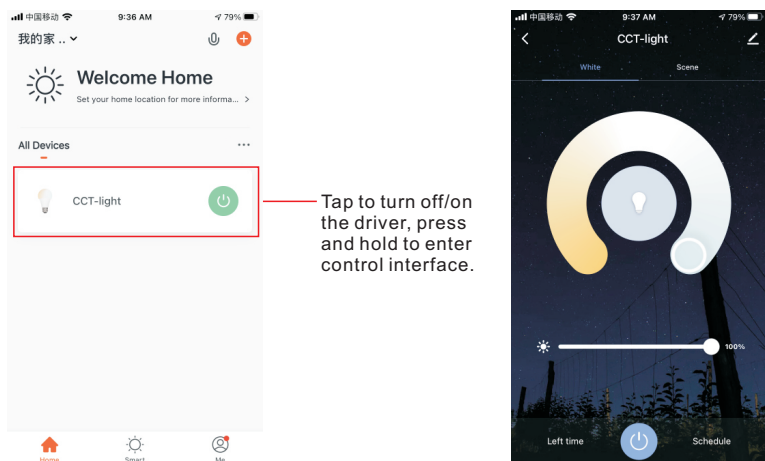 中国移动 9:36 AM 79%
我的家 ..
Welcome Home
Set your home location for more informa... >
All Devices ...
CCT-light
Home Smart Me
Tap to turn off/on
the driver, press
and hold to enter
control interface.
中国移动 9:37 AM 79%
CCT-light
White Scene
100%
Left time Schedule